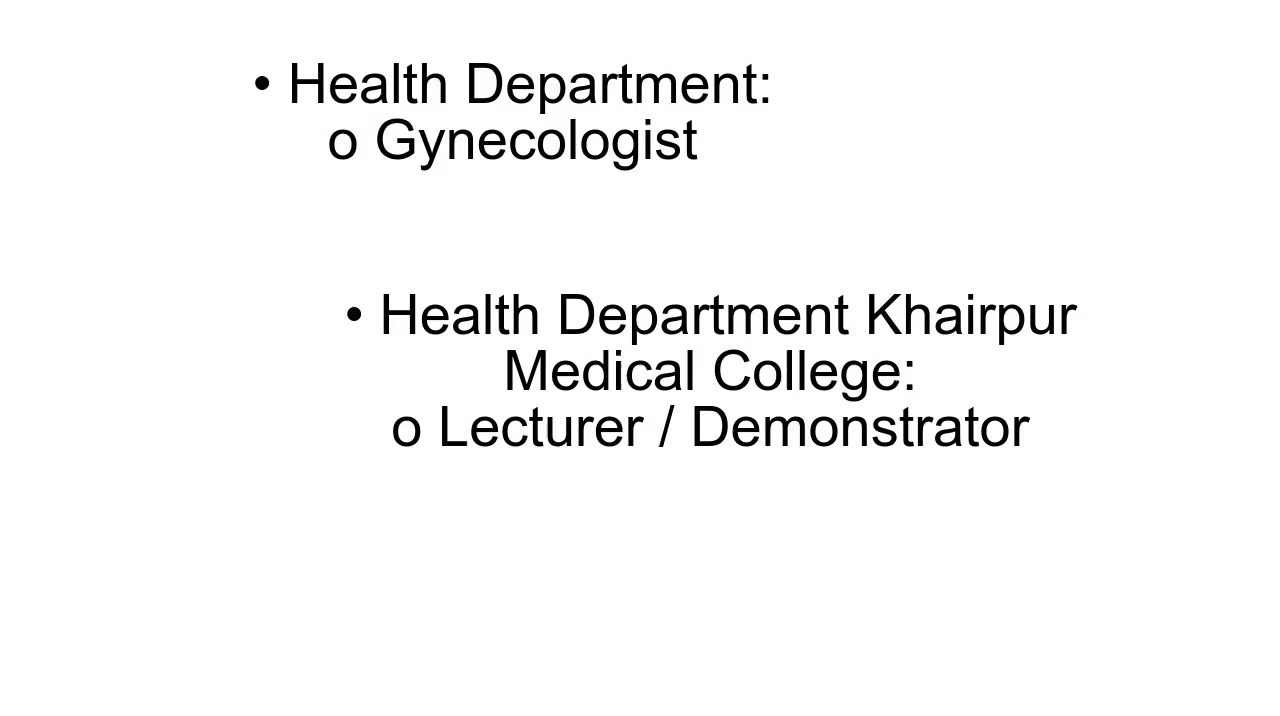 • Health Department:
o Gynecologist
• Health Department Khairpur
Medical College:
o Lecturer / Demonstrator